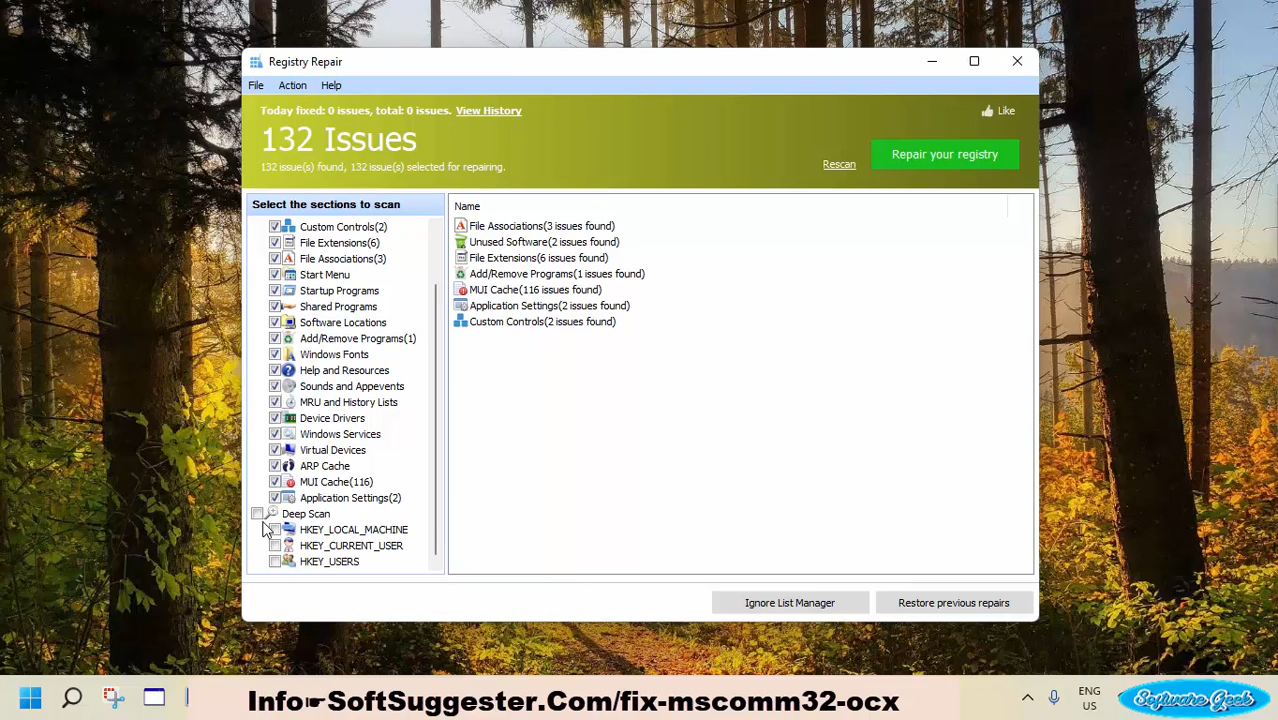 Registry Repair
File Action Help
Today fixed: 0 issues, total: 0 issues. View History
Like
132 Issues
132 issue(s) found, 132 issue(s) selected for repairing.
Rescan
Repair your registry
Select the sections to scan
Custom Controls(2)
File Extensions(6)
File Associations(3)
Start Menu
Startup Programs
Shared Programs
Software Locations
Add/Remove Programs(1)
Windows Fonts
Help and Resources
Sounds and Appevents
MRU and History Lists
Device Drivers
Windows Services
Virtual Devices
ARP Cache
MUI Cache(116)
Application Settings(2)
Deep Scan
HKEY_LOCAL_MACHINE
HKEY_CURRENT_USER
HKEY_USERS
Name
File Associations(3 issues found)
Unused Software(2 issues found)
File Extensions(6 issues found)
Add/Remove Programs(1 issues found)
MUI Cache(116 issues found)
Application Settings(2 issues found)
Custom Controls(2 issues found)
Ignore List Manager
Restore previous repairs
Info☛SoftSuggester.Com/fix-mscomm32-ocx
ENG
US
Software Geek